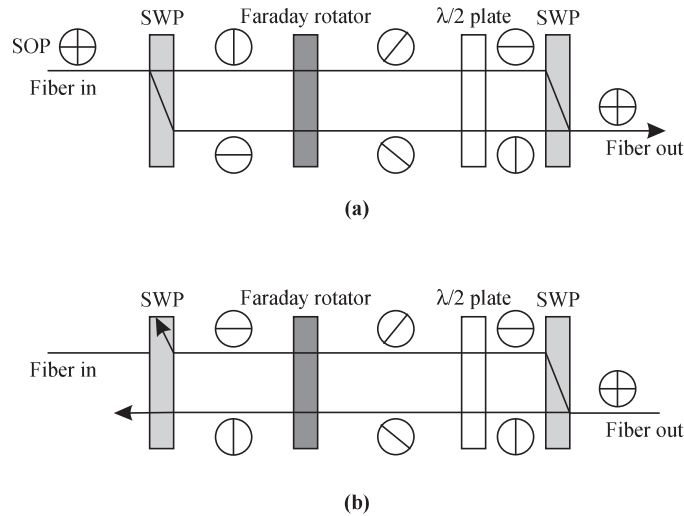 SWP Faraday rotator λ/2 plate SWP
SOP
Fiber in
Fiber out
(a)
SWP Faraday rotator λ/2 plate SWP
Fiber in
Fiber out
(b)